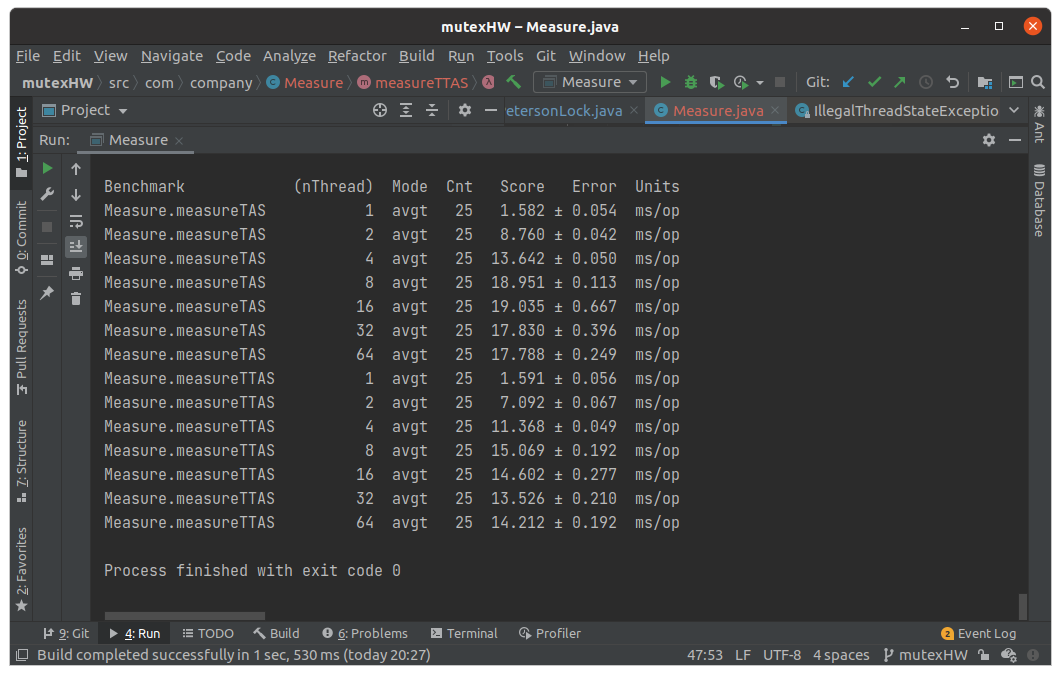 mutexHW – Measure.java
File Edit View Navigate Code Analyze Refactor Build Run Tools Git Window Help
mutexHW src com company Measure measureTTAS Measure Git:
1: Project
Project
etersonLock.java
Measure.java
IllegalThreadStateExceptio
Run: Measure
Benchmark (nThread) Mode Cnt Score Error Units
Measure.measureTAS 1 avgt 25 1.582 ± 0.054 ms/op
Measure.measureTAS 2 avgt 25 8.760 ± 0.042 ms/op
Measure.measureTAS 4 avgt 25 13.642 ± 0.050 ms/op
Measure.measureTAS 8 avgt 25 18.951 ± 0.113 ms/op
Measure.measureTAS 16 avgt 25 19.035 ± 0.667 ms/op
Measure.measureTAS 32 avgt 25 17.830 ± 0.396 ms/op
Measure.measureTAS 64 avgt 25 17.788 ± 0.249 ms/op
Measure.measureTTAS 1 avgt 25 1.591 ± 0.056 ms/op
Measure.measureTTAS 2 avgt 25 7.092 ± 0.067 ms/op
Measure.measureTTAS 4 avgt 25 11.368 ± 0.049 ms/op
Measure.measureTTAS 8 avgt 25 15.069 ± 0.192 ms/op
Measure.measureTTAS 16 avgt 25 14.602 ± 0.277 ms/op
Measure.measureTTAS 32 avgt 25 13.526 ± 0.210 ms/op
Measure.measureTTAS 64 avgt 25 14.212 ± 0.192 ms/op
Process finished with exit code 0
0: Commit
Pull Requests
7: Structure
2: Favorites
Ant
Database
9: Git 4: Run TODO Build 6: Problems Terminal Profiler 2 Event Log
Build completed successfully in 1 sec, 530 ms (today 20:27) 47:53 LF UTF-8 4 spaces mutexHW